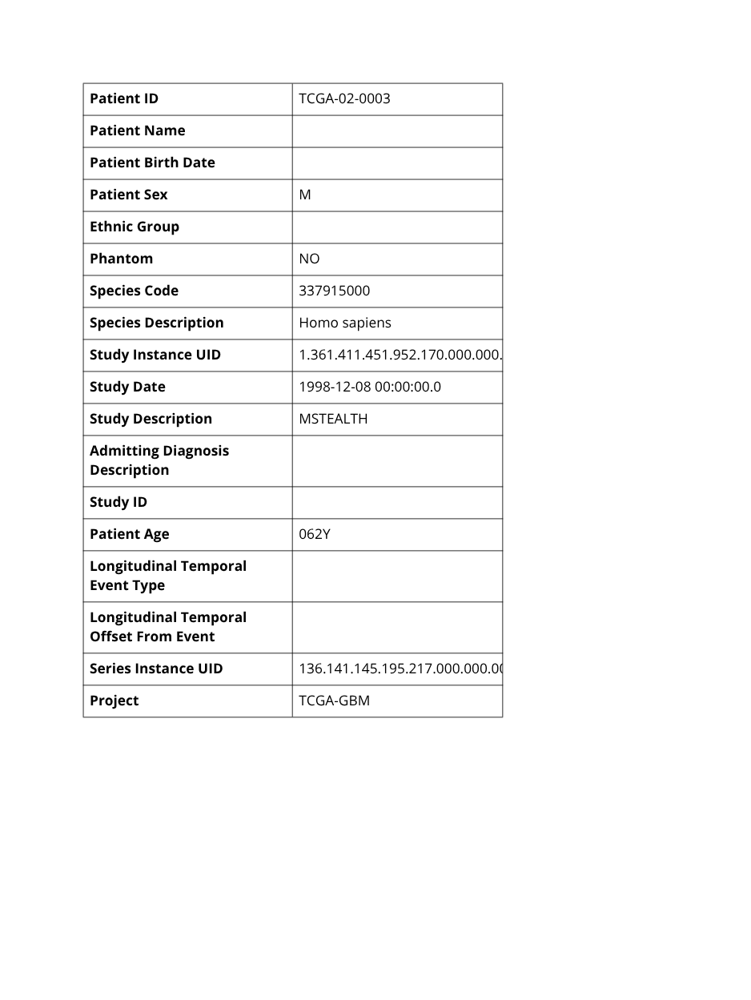 Patient ID TCGA-02-0003
Patient Name
Patient Birth Date
Patient Sex M
Ethnic Group
Phantom NO
Species Code 337915000
Species Description Homo sapiens
Study Instance UID 1.361.411.451.952.170.000.000.
Study Date 1998-12-08 00:00:00.0
Study Description MSTEALTH
Admitting Diagnosis
Description
Study ID
Patient Age 062Y
Longitudinal Temporal
Event Type
Longitudinal Temporal
Offset From Event
Series Instance UID 136.141.145.195.217.000.000.00
Project TCGA-GBM